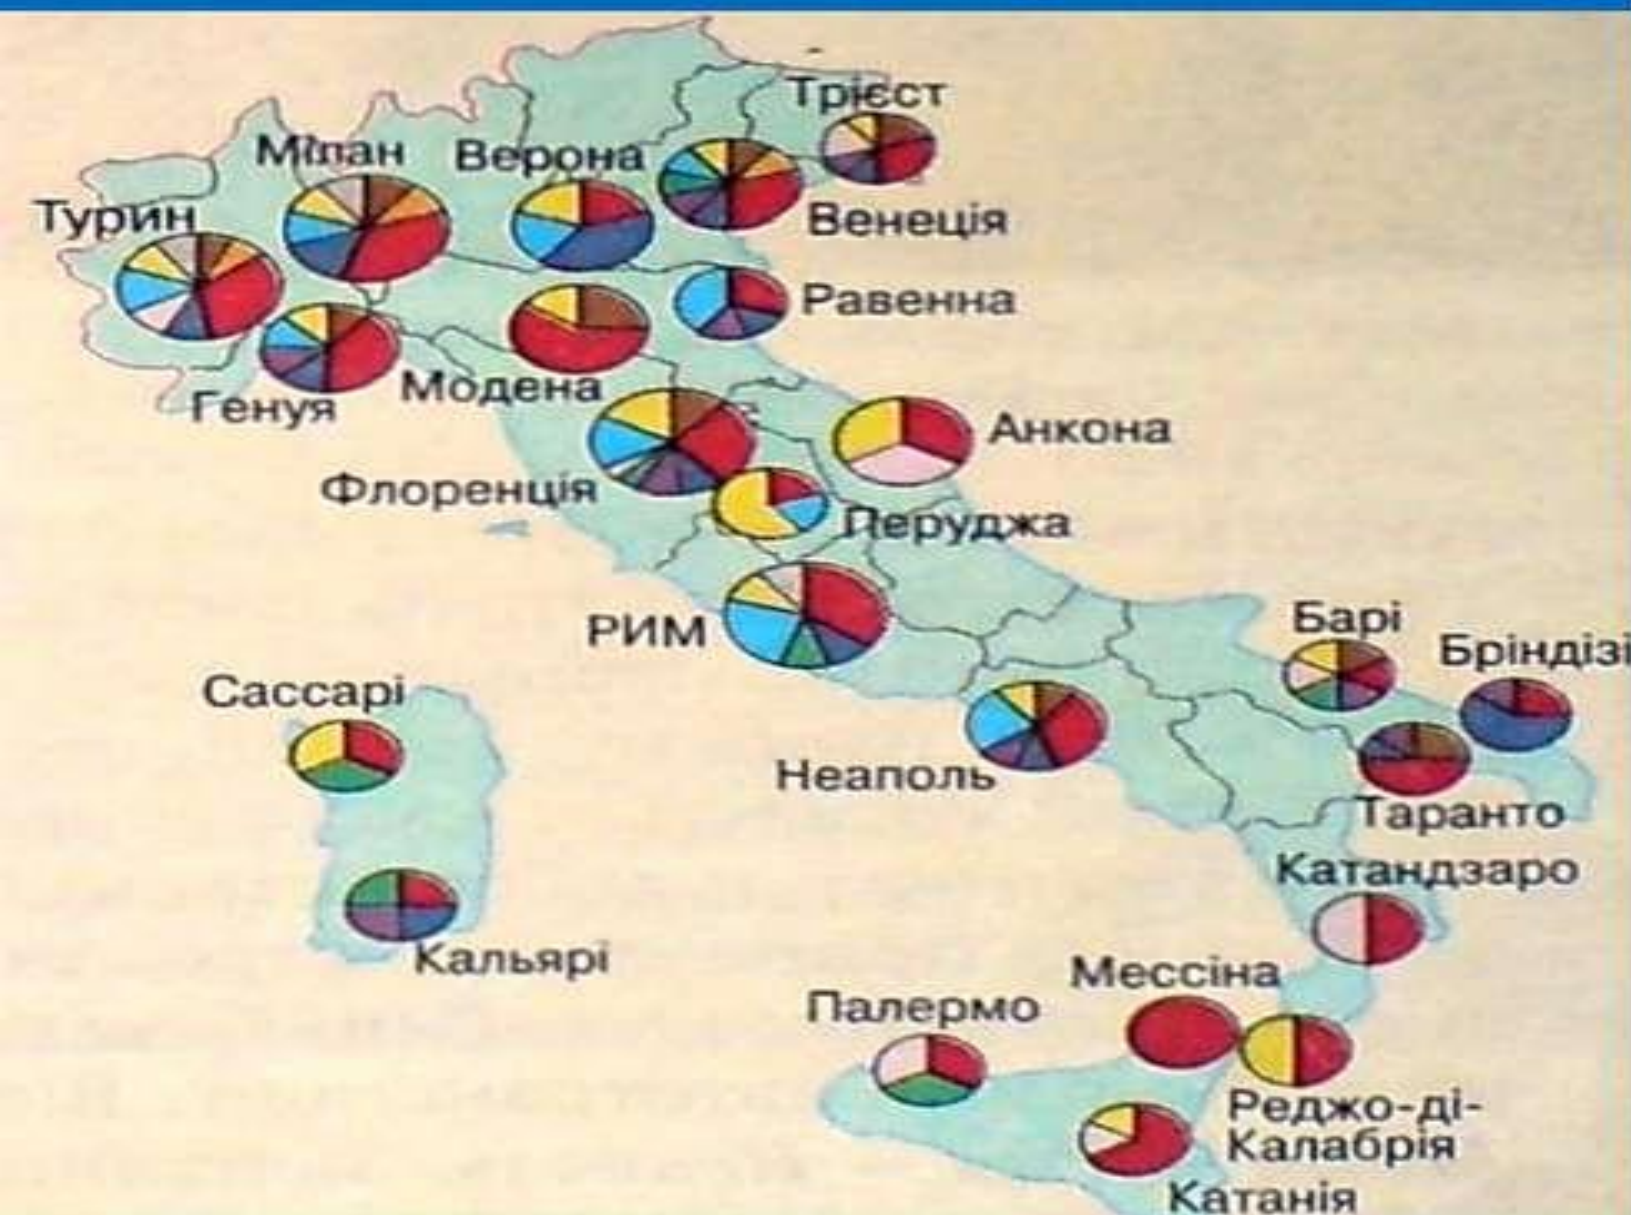 Трієст
Мілан
Верона
Турин
Венеція
Равенна
Генуя
Модена
Анкона
Флоренція
Перуджа
РИМ
Барі
Бріндізі
Сассарі
Неаполь
Таранто
Катандзаро
Кальярі
Мессіна
Палермо
Реджо-ді-
Калабрія
Катанія